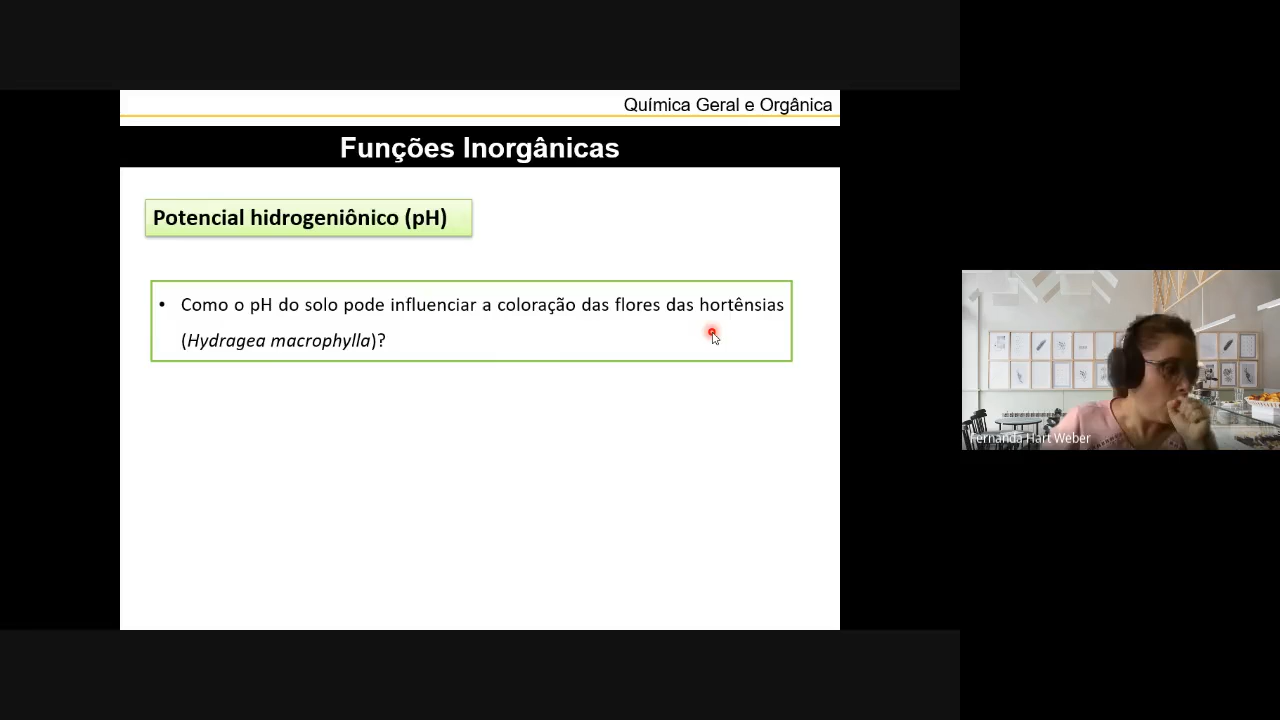 Química Geral e Orgânica
Funções Inorgânicas
Potencial hidrogeniônico (pH)
• Como o pH do solo pode influenciar a coloração das flores das hortênsias
(Hydragea macrophylla)?
Fernanda Hart Weber